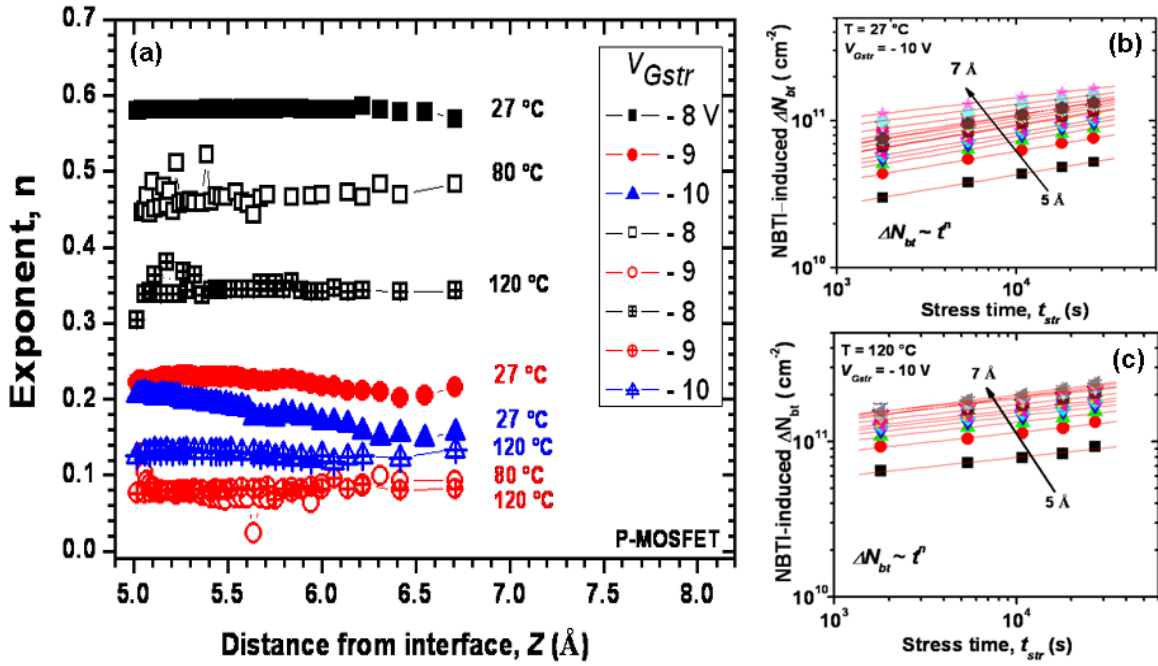 (a)
Exponent, n
0.7
0.6
0.5
0.4
0.3
0.2
0.1
0.0
27 °C
80 °C
120 °C
27 °C
27 °C
120 °C
80 °C
120 °C
V_Gstr
- 8 V
- 9
- 10
- 8
- 9
- 8
- 9
- 10
P-MOSFET
5.0 5.5 6.0 6.5 7.0 7.5 8.0
Distance from interface, Z (Å)
(b)
T = 27 °C
V_Gstr = - 10 V
7 Å
5 Å
ΔN_bt ~ t^n
NBTI-induced ΔN_bt ( cm^-2)
10^11
10^10
10^3 10^4
Stress time, t_str (s)
(c)
T = 120 °C
V_Gstr = - 10 V
7 Å
5 Å
ΔN_bt ~ t^n
NBTI-induced ΔN_bt (cm^-2)
10^11
10^10
10^3 10^4
Stress time, t_str (s)